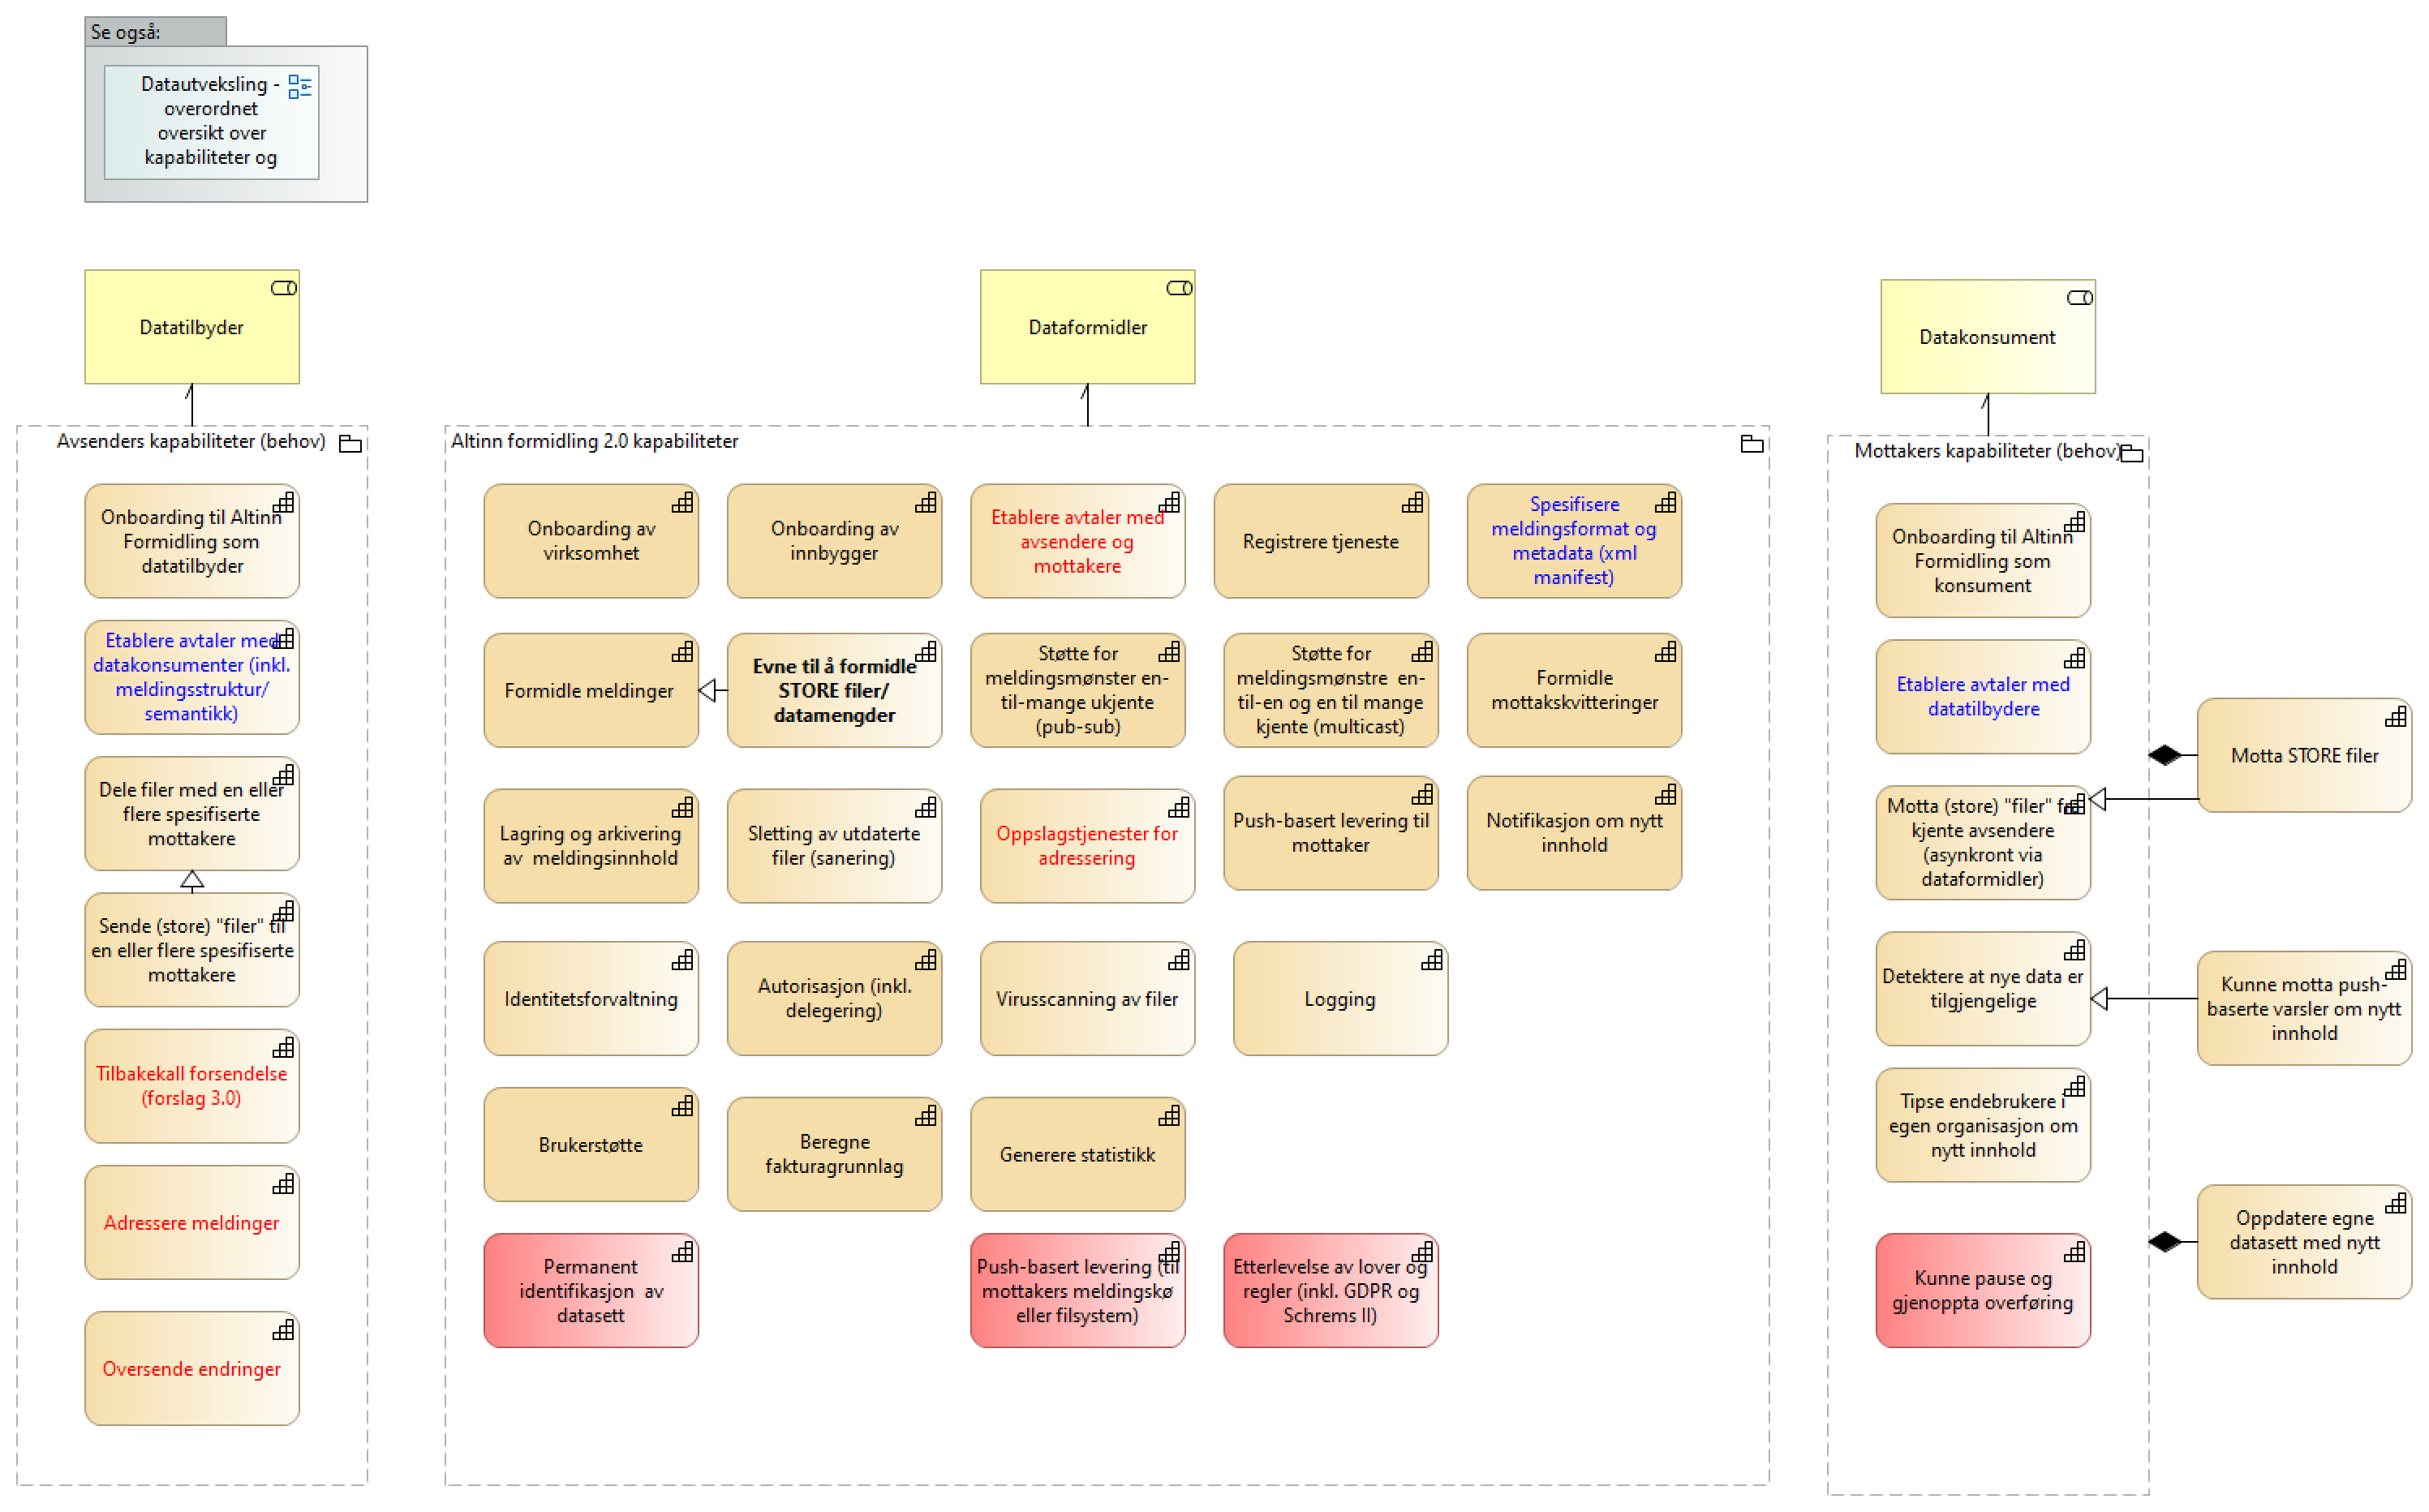 Se også:
Datautveksling -
overordnet
oversikt over
kapabiliteter og
Datatilbyder
Dataformidler
Datakonsument
Avsenders kapabiliteter (behov)
Onboarding til Altinn
Formidling som
datatilbyder
Etablere avtaler med
datakonsumenter (inkl.
meldingsstruktur/
semantikk)
Dele filer med en eller
flere spesifiserte
mottakere
Sende (store) "filer" til
en eller flere spesifiserte
mottakere
Tilbakekall forsendelse
(forslag 3.0)
Adressere meldinger
Oversende endringer
Altinn formidling 2.0 kapabiliteter
Onboarding av
virksomhet
Onboarding av
innbygger
Etablere avtaler med
avsendere og
mottakere
Registrere tjeneste
Spesifisere
meldingsformat og
metadata (xml
manifest)
Formidle meldinger
Evne til å formidle
STORE filer/
datamengder
Støtte for
meldingsmønster en-
til-mange ukjente
(pub-sub)
Støtte for
meldingsmønstre  en-
til-en og en til mange
kjente (multicast)
Formidle
mottakskvitteringer
Lagring og arkivering
av  meldingsinnhold
Sletting av utdaterte
filer (sanering)
Oppslagstjenester for
adressering
Push-basert levering til
mottaker
Notifikasjon om nytt
innhold
Identitetsforvaltning
Autorisasjon (inkl.
delegering)
Virusscanning av filer
Logging
Brukerstøtte
Beregne
fakturagrunnlag
Generere statistikk
Permanent
identifikasjon  av
datasett
Push-basert levering (til
mottakers meldingskø
eller filsystem)
Etterlevelse av lover og
regler (inkl. GDPR og
Schrems II)
Mottakers kapabiliteter (behov)
Onboarding til Altinn
Formidling som
konsument
Etablere avtaler med
datatilbydere
Motta (store) "filer" fra
kjente avsendere
(asynkront via
dataformidler)
Detektere at nye data er
tilgjengelige
Tipse endebrukere i
egen organisasjon om
nytt innhold
Kunne pause og
gjenoppta overføring
Motta STORE filer
Kunne motta push-
baserte varsler om nytt
innhold
Oppdatere egne
datasett med nytt
innhold